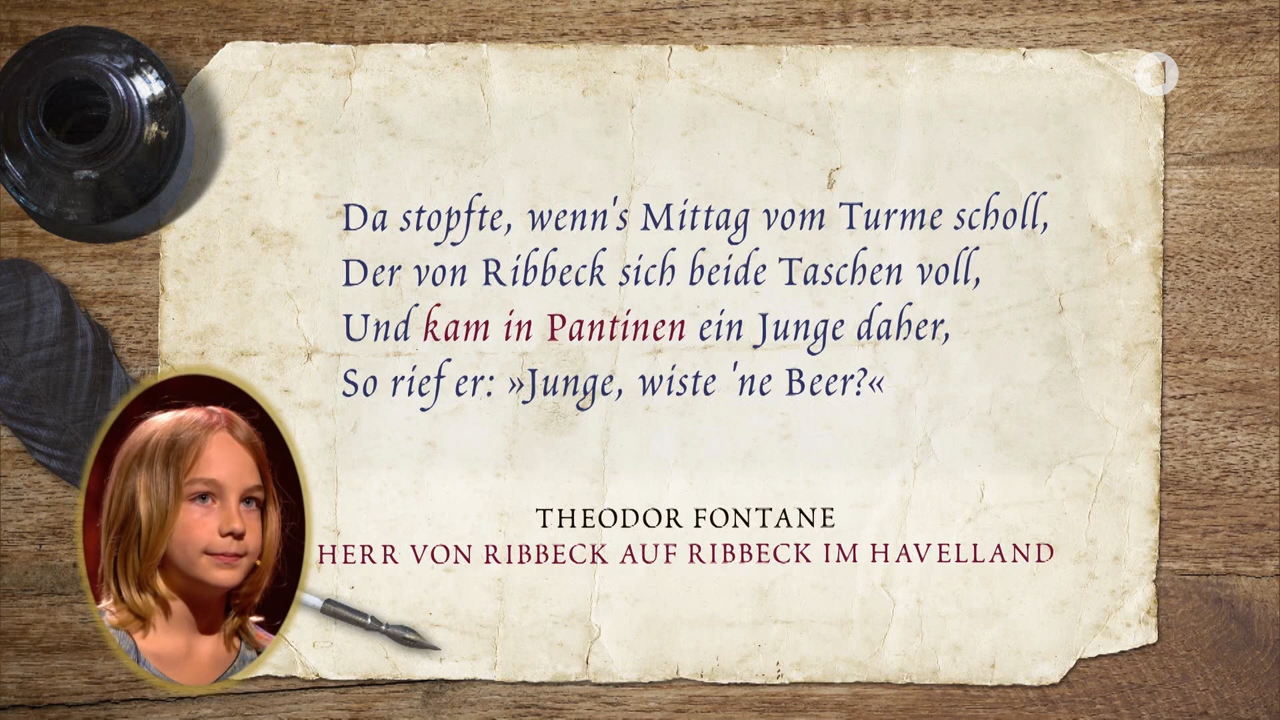 Da stopfte, wenn's Mittag vom Turme scholl,
Der von Ribbeck sich beide Taschen voll,
Und kam in Pantinen ein Junge daher,
So rief er: »Junge, wiste 'ne Beer?«
THEODOR FONTANE
HERR VON RIBBECK AUF RIBBECK IM HAVELLAND